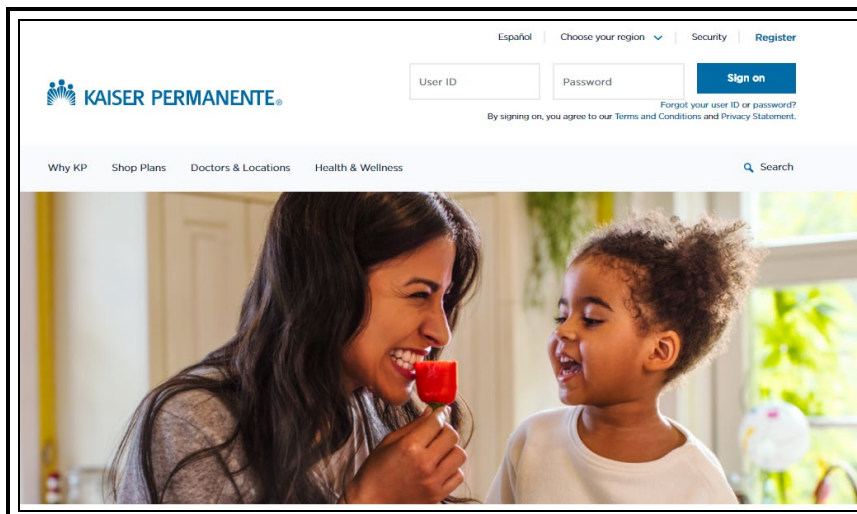 Español Choose your region Security Register
User ID Password Sign on
KAISER PERMANENTE®
Forgot your user ID or password?
By signing on, you agree to our Terms and Conditions and Privacy Statement.
Why KP Shop Plans Doctors & Locations Health & Wellness Search